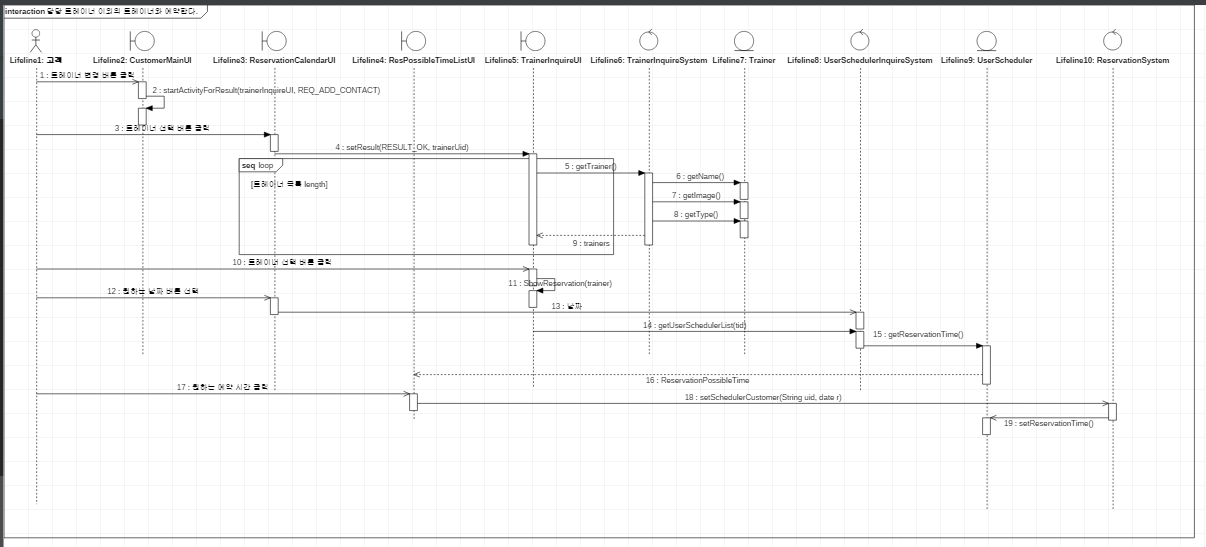 interaction 담당 트레이너 이외의 트레이너와 예약한다.
Lifeline1: 고객
Lifeline2: CustomerMainUI
Lifeline3: ReservationCalendarUI
Lifeline4: ResPossibleTimeListUI
Lifeline5: TrainerInquireUI
Lifeline6: TrainerInquireSystem
Lifeline7: Trainer
Lifeline8: UserSchedulerInquireSystem
Lifeline9: UserScheduler
Lifeline10: ReservationSystem
1 : 트레이너 변경 버튼 클릭
2 : startActivityForResult(trainerInquireUI, REQ_ADD_CONTACT)
3 : 트레이너 선택 버튼 클릭
4 : setResult(RESULT_OK, trainerUid)
seq loop
[트레이너 목록 length]
5 : getTrainer()
6 : getName()
7 : getImage()
8 : getType()
9 : trainers
10 : 트레이너 선택 버튼 클릭
11 : ShowReservation(trainer)
12 : 원하는 날짜 버튼 선택
13 : 날짜
14 : getUserSchedulerList(tid)
15 : getReservationTime()
16 : ReservationPossibleTime
17 : 원하는 예약 시간 클릭
18 : setSchedulerCustomer(String uid, date r)
19 : setReservationTime()